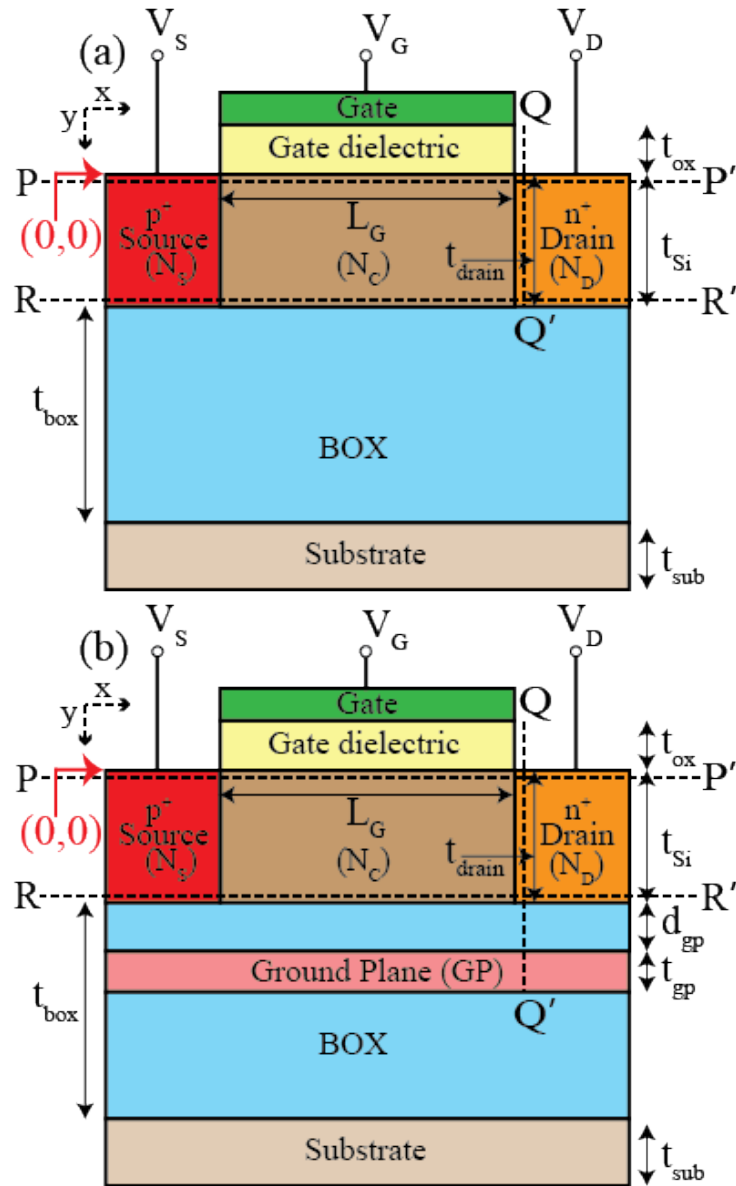 (a)
V_S
V_G
V_D
x
y
Gate
Q
Gate dielectric
t_ox
P
P′
(0,0)
p⁻
Source
(N_S)
L_G
(N_C)
t_drain
n⁺
Drain
(N_D)
t_Si
R
R′
Q′
t_box
BOX
Substrate
t_sub
(b)
V_S
V_G
V_D
x
y
Gate
Q
Gate dielectric
t_ox
P
P′
(0,0)
p⁻
Source
(N_S)
L_G
(N_C)
t_drain
n⁺
Drain
(N_D)
t_Si
R
R′
d_gp
Ground Plane (GP)
t_gp
t_box
Q′
BOX
Substrate
t_sub